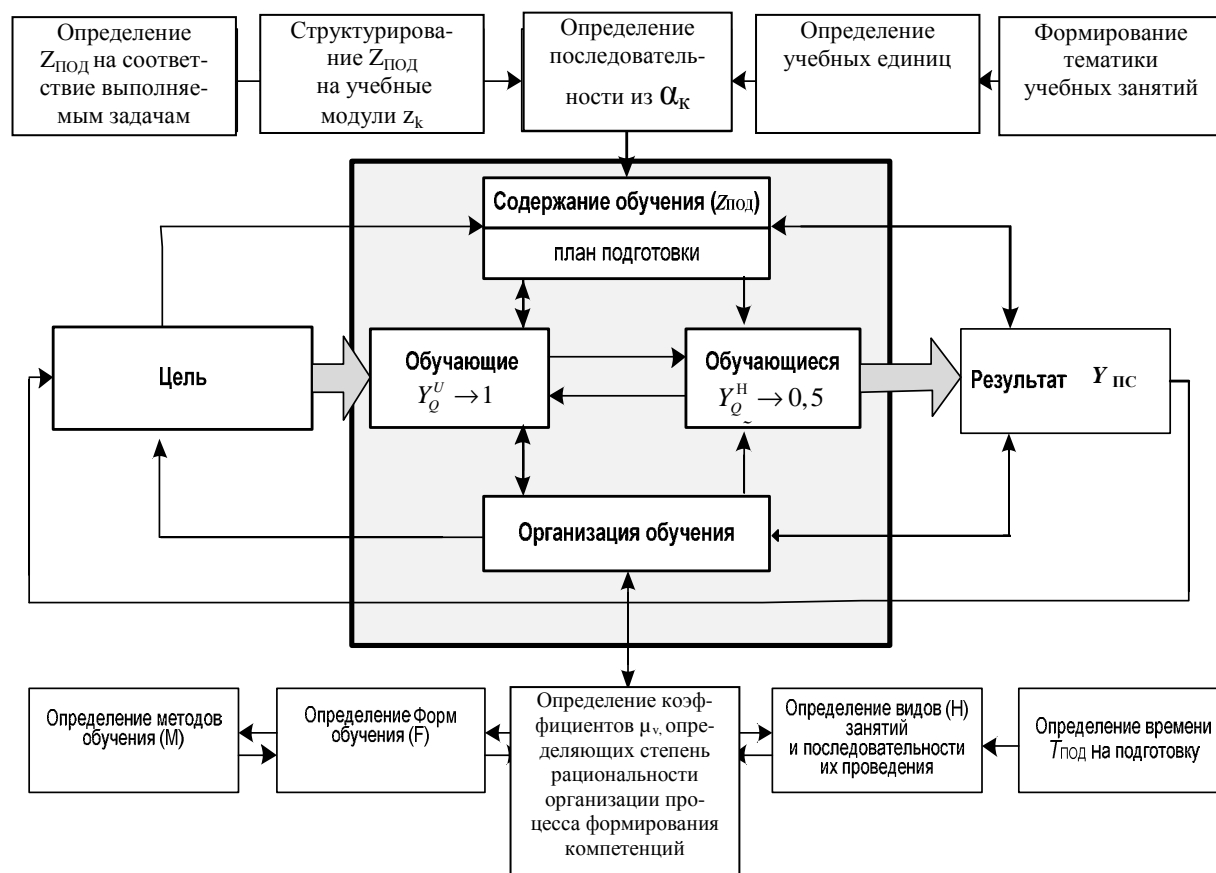 Определение
Z_ПОД на соответ-
ствие выполняе-
мым задачам
Структурирова-
ние Z_ПОД
на учебные
модули z_k
Определение
последователь-
ности из α_к
Определение
учебных единиц
Формирование
тематики
учебных занятий
Содержание обучения (Z_ПОД)
план подготовки
Цель
Обучающие
Y_Q^U → 1
Обучающиеся
Y_Q^Н → 0,5
~
Результат Y_ПС
Организация обучения
Определение методов
обучения (М)
Определение Форм
обучения (F)
Определение коэф-
фициентов μ_v, опре-
деляющих степень
рациональности
организации про-
цесса формирования
компетенций
Определение видов (Н)
занятий
и последовательности
их проведения
Определение времени
T_ПОД на подготовку